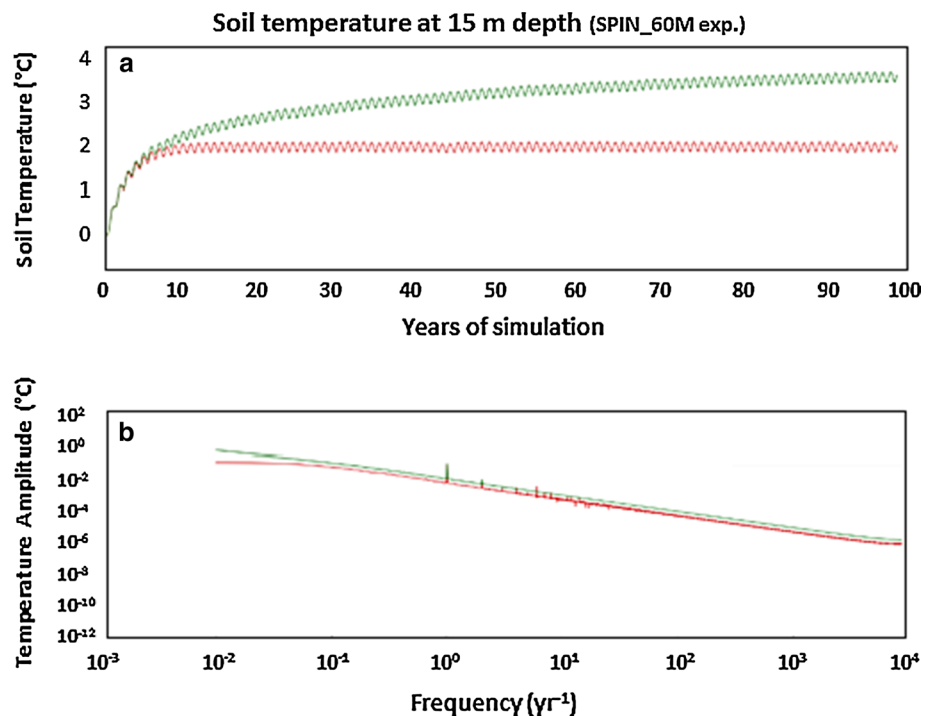 Soil temperature at 15 m depth (SPIN_60M exp.)
Soil Temperature (°C)
a
4
3
2
1
0
0 10 20 30 40 50 60 70 80 90 100
Years of simulation
Temperature Amplitude (°C)
b
10²
10⁰
10⁻²
10⁻⁴
10⁻⁶
10⁻⁸
10⁻¹⁰
10⁻¹²
10⁻³ 10⁻² 10⁻¹ 10⁰ 10¹ 10² 10³ 10⁴
Frequency (yr⁻¹)